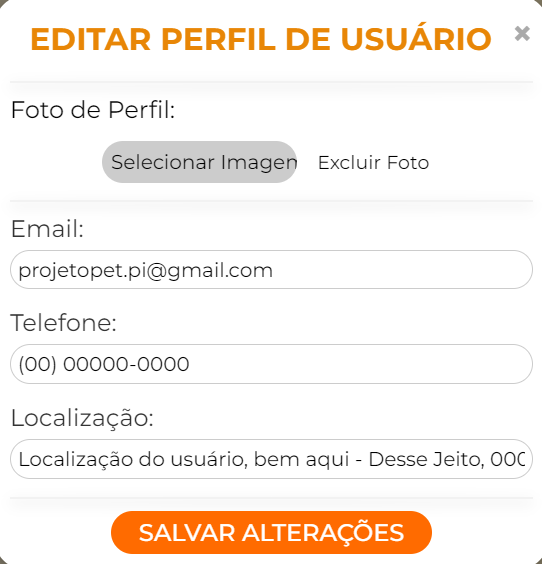 EDITAR PERFIL DE USUÁRIO ×
Foto de Perfil:
Selecionar Imagen Excluir Foto
Email:
projetopet.pi@gmail.com
Telefone:
(00) 00000-0000
Localização:
Localização do usuário, bem aqui - Desse Jeito, 000
SALVAR ALTERAÇÕES